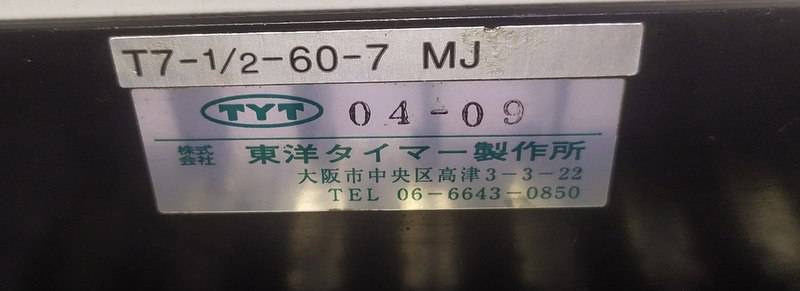 T7-1/2-60-7 MJ
TYT 04-09
株式会社 東洋タイマー製作所
大阪市中央区高津3-3-22
TEL 06-6643-0850